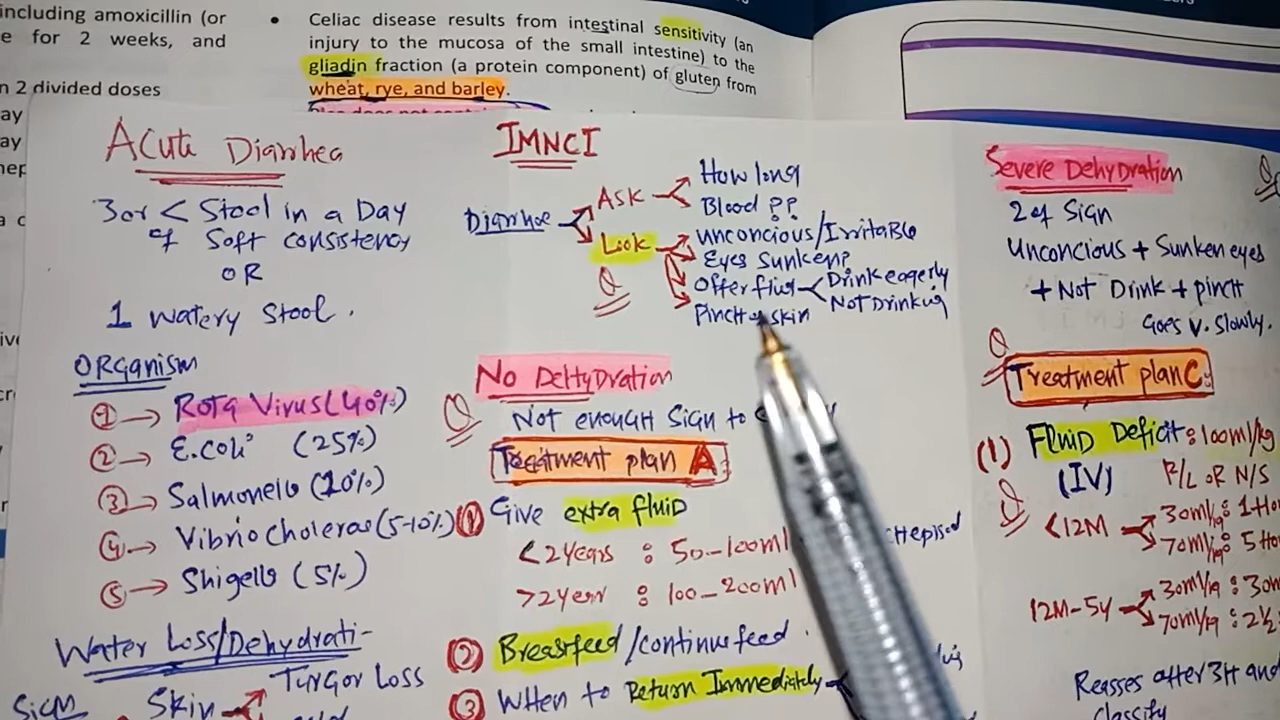 including amoxicillin (or
e for 2 weeks, and
n 2 divided doses
ay
ay
a c
Celiac disease results from intestinal sensitivity (an
injury to the mucosa of the small intestine) to the
gliadin fraction (a protein component) of gluten from
wheat, rye, and barley.
Acute Diarrhea
3 or < Stool in a Day
of Soft consistency
OR
1 watery Stool.
ORGanism
① → Rota Virus (40%)
② → E.coli (25%)
③ → Salmonella (10%)
④ → Vibrio Choleras (5-10%)
⑤ → Shigella (5%)
Water Loss/Dehydrati-
Sign Skin Turgor Loss
IMNCI
Diarrhoe
Ask
How long
Blood ??
Look
Unconcious/IrritaBle
Eyes Sunken?
Offer fluid
Drink eagerly
Not Drinking
Pinch skin
No DeHyDration
Not enough Sign to
Treatment plan A:
① Give extra fluid
<2years : 50-100ml
>2year : 100-200ml
② Breastfeed/continue feed.
③ When to Return Immediately
Severe DeHyDration
2 of Sign
Unconcious + Sunken eyes
+ Not Drink + pinch
Goes V. Slowly.
Treatment plan C:
(1) Fluid Deficit: 100ml/kg
(IV) R/L OR N/S
<12M
30ml/kg: 1 Ho
70ml/kg: 5 Ho
12M-5y
30ml/kg : 30m
70ml/kg : 2½
Reasses after 3H and
classify